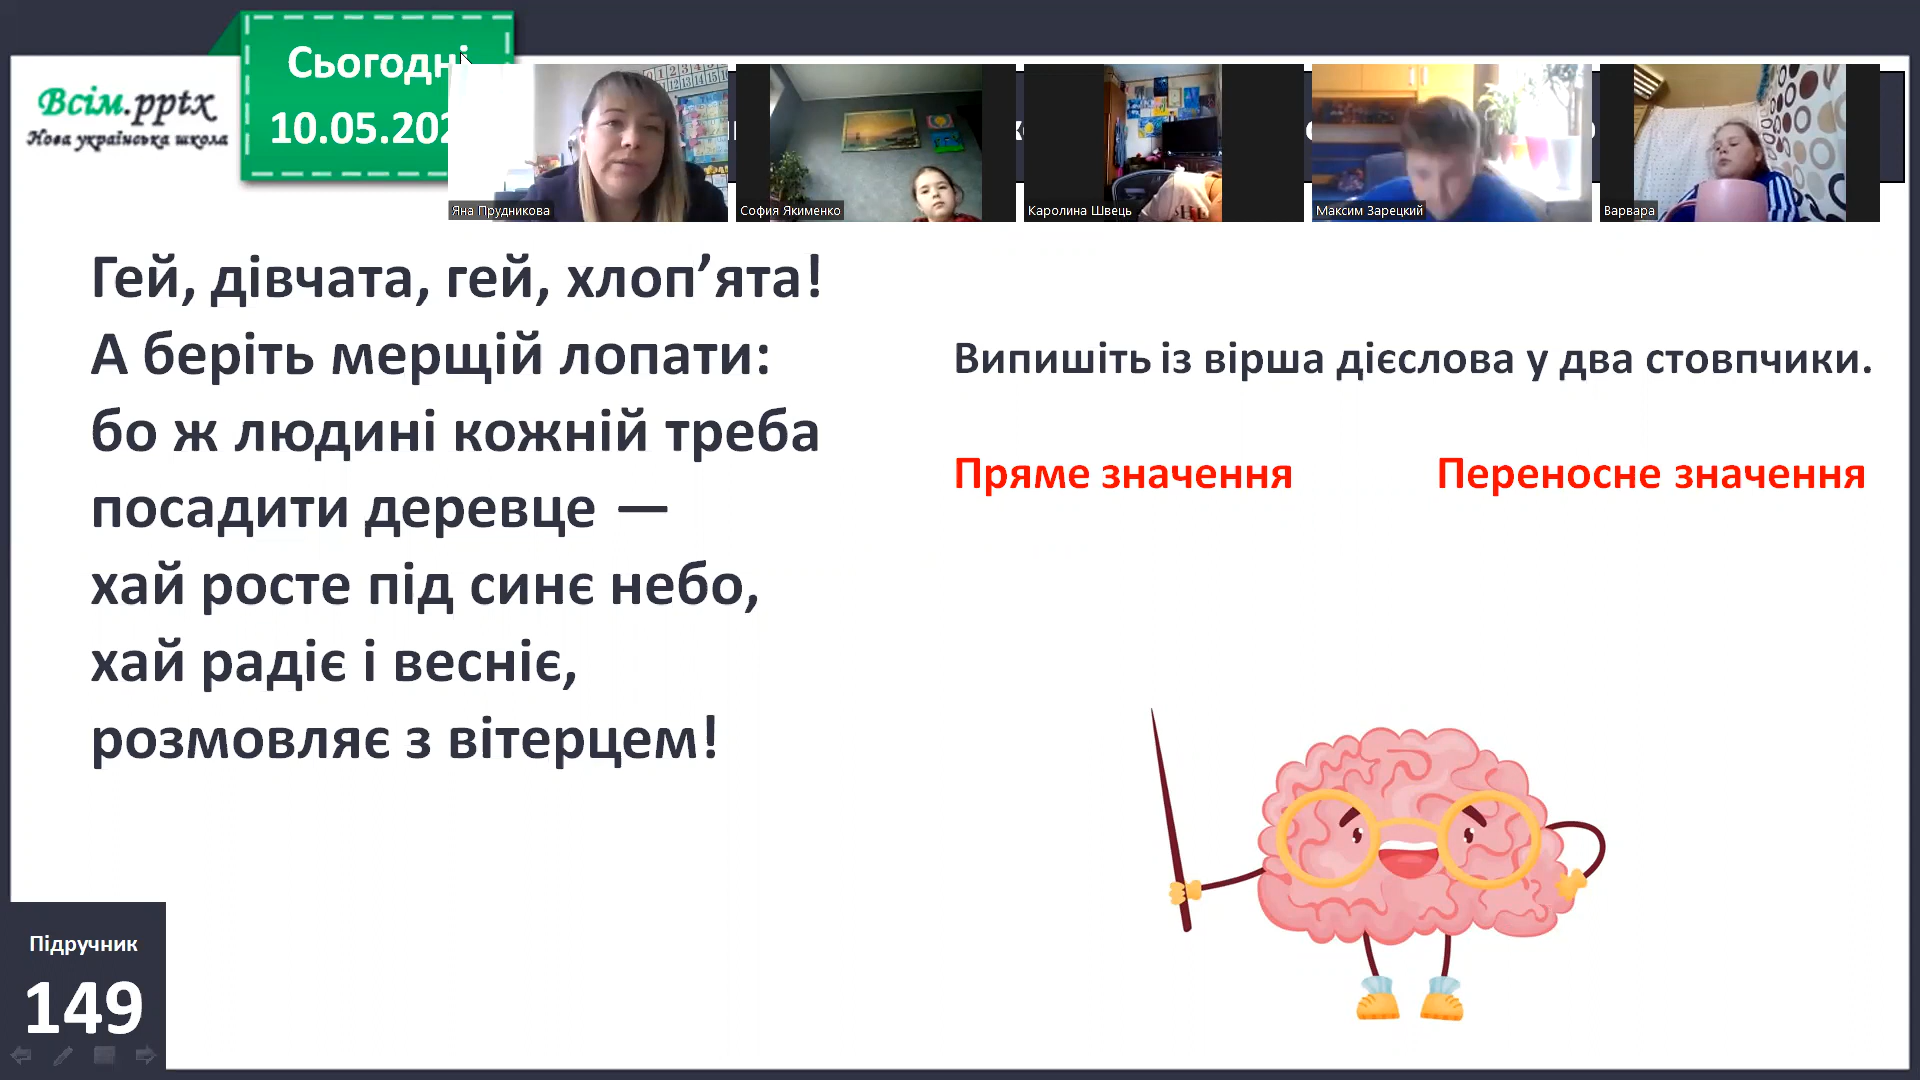 Сьогодні
10.05.202
Всім.pptx
Нова українська школа
Яна Прудникова
София Якименко
Каролина Швець
Максим Зарецкий
Варвара
Гей, дівчата, гей, хлоп’ята!
А беріть мерщій лопати:
бо ж людині кожній треба
посадити деревце —
хай росте під синє небо,
хай радіє і весніє,
розмовляє з вітерцем!
Випишіть із вірша дієслова у два стовпчики.
Пряме значення
Переносне значення
Підручник
149